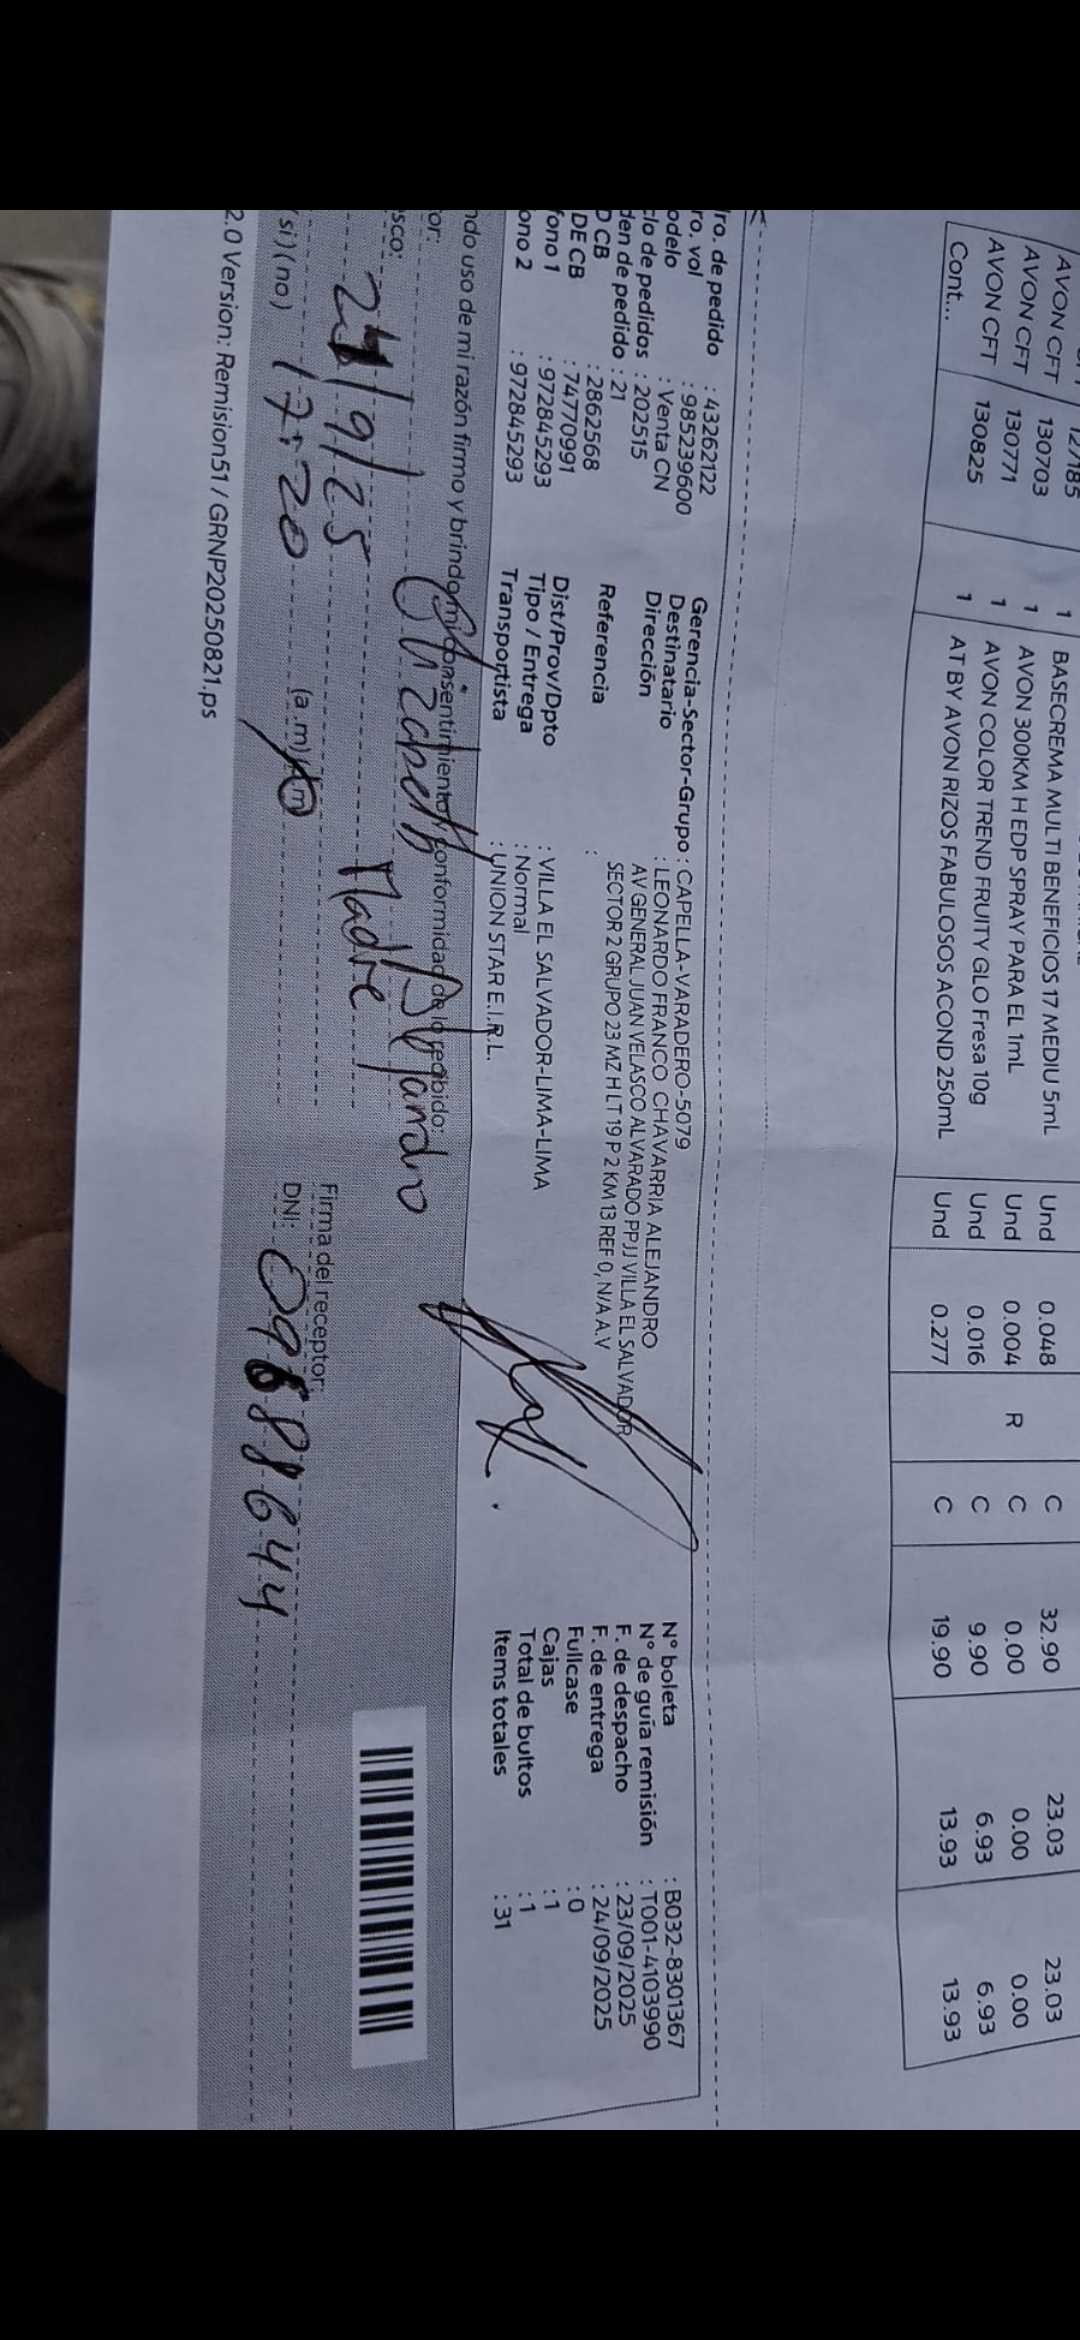 127185
AVON CFT 130703 1 BASECREMA MULTI BENEFICIOS 17 MEDIU 5mL Und 0.048 C 32.90 23.03 23.03
AVON CFT 130771 1 AVON 300KM H EDP SPRAY PARA EL 1mL Und 0.004 R C 0.00 0.00 0.00
AVON CFT 130825 1 AVON COLOR TREND FRUITY GLO Fresa 10g Und 0.016 C 9.90 6.93 6.93
Cont... 1 AT BY AVON RIZOS FABULOSOS ACOND 250mL Und 0.277 C 19.90 13.93 13.93
ro. de pedido : 43262122
ro. vol : 985239600
odelo : Venta CN
clo de pedidos : 202515
den de pedido : 21
D CB : 2862568
DE CB : 74770991
fono 1 : 972845293
ono 2 : 972845293
Gerencia-Sector-Grupo : CAPELLA-VARADERO-5079
Destinatario : LEONARDO FRANCO CHAVARRIA ALEJANDRO
Dirección AV GENERAL JUAN VELASCO ALVARADO PPJJ VILLA EL SALVADOR
SECTOR 2 GRUPO 23 MZ H LT 19 P 2 KM 13 REF 0, N/A A.V
Referencia :
Dist/Prov/Dpto : VILLA EL SALVADOR-LIMA-LIMA
Tipo / Entrega : Normal
Transportista : UNION STAR E.I.R.L.
N° boleta : B032-8301367
N° de guía remisión : T001-4103990
F. de despacho : 23/09/2025
F. de entrega : 24/09/2025
Fullcase : 0
Cajas : 1
Total de bultos : 1
Items totales : 31
ndo uso de mi razón firmo y brindo mi consentimiento y conformidad de lo recibido:
or: Elizabeth Alejandro
esco: Madre
24/9/25 Firma del receptor:
si) (no) 17:20 (a .m) DNI: 09688644
2.0 Version: Remision51 / GRNP20250821.ps